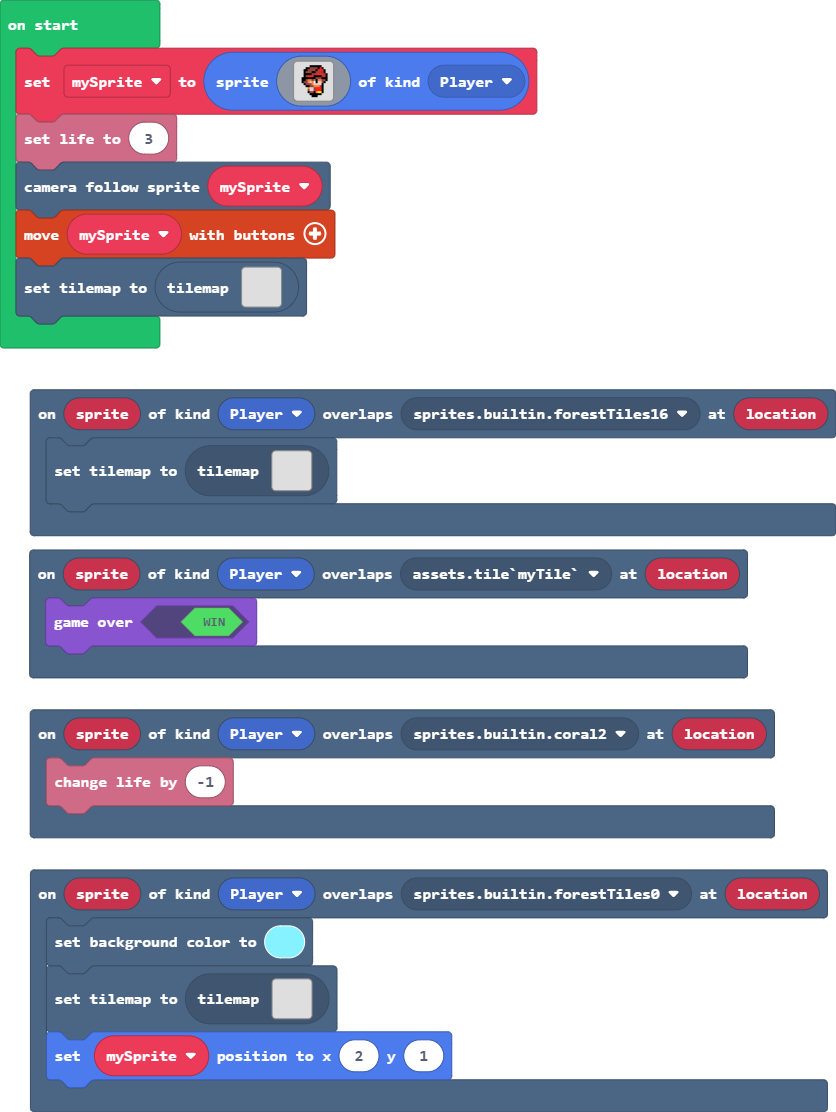 on start
set mySprite to sprite of kind Player
set life to 3
camera follow sprite mySprite
move mySprite with buttons
set tilemap to tilemap
on sprite of kind Player overlaps sprites.builtin.forestTiles16 at location
set tilemap to tilemap
on sprite of kind Player overlaps assets.tile`myTile` at location
game over WIN
on sprite of kind Player overlaps sprites.builtin.coral2 at location
change life by -1
on sprite of kind Player overlaps sprites.builtin.forestTiles0 at location
set background color to
set tilemap to tilemap
set mySprite position to x 2 y 1